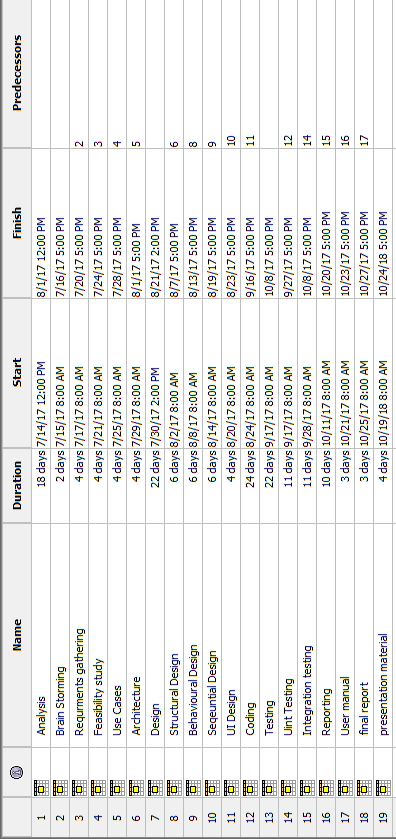 Name Duration Start Finish Predecessors
1 Analysis 18 days 7/14/17 12:00 PM 8/1/17 12:00 PM
2 Brain Storming 2 days 7/15/17 8:00 AM 7/16/17 5:00 PM
3 Requrments gathering 4 days 7/17/17 8:00 AM 7/20/17 5:00 PM 2
4 Feasibility study 4 days 7/21/17 8:00 AM 7/24/17 5:00 PM 3
5 Use Cases 4 days 7/25/17 8:00 AM 7/28/17 5:00 PM 4
6 Architecture 4 days 7/29/17 8:00 AM 8/1/17 5:00 PM 5
7 Design 22 days 7/30/17 2:00 PM 8/21/17 2:00 PM
8 Structural Design 6 days 8/2/17 8:00 AM 8/7/17 5:00 PM 6
9 Behavioural Design 6 days 8/8/17 8:00 AM 8/13/17 5:00 PM 8
10 Seqeuntial Design 6 days 8/14/17 8:00 AM 8/19/17 5:00 PM 9
11 UI Design 4 days 8/20/17 8:00 AM 8/23/17 5:00 PM 10
12 Coding 24 days 8/24/17 8:00 AM 9/16/17 5:00 PM 11
13 Testing 22 days 9/17/17 8:00 AM 10/8/17 5:00 PM
14 Uint Testing 11 days 9/17/17 8:00 AM 9/27/17 5:00 PM 12
15 Integration testing 11 days 9/28/17 8:00 AM 10/8/17 5:00 PM 14
16 Reporting 10 days 10/11/17 8:00 AM 10/20/17 5:00 PM 15
17 User manual 3 days 10/21/17 8:00 AM 10/23/17 5:00 PM 16
18 final report 3 days 10/25/17 8:00 AM 10/27/17 5:00 PM 17
19 presentation material 4 days 10/19/18 8:00 AM 10/24/18 5:00 PM